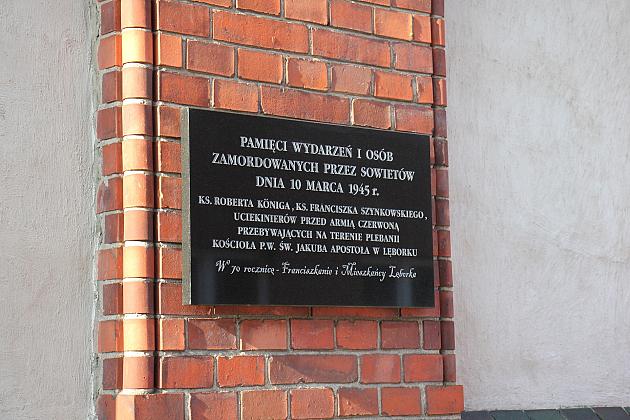 PAMIĘCI WYDARZEŃ I OSÓB
ZAMORDOWANYCH PRZEZ SOWIETÓW
DNIA 10 MARCA 1945 r.
KS. ROBERTA KÖNIGA, KS. FRANCISZKA SZYNKOWSKIEGO,
UCIEKINIERÓW PRZED ARMIĄ CZERWONĄ
PRZEBYWAJĄCYCH NA TERENIE PLEBANII
KOŚCIOŁA P.W. ŚW. JAKUBA APOSTOŁA W LĘBORKU
W 70 rocznicę - Franciszkanie i Mieszkańcy Lęborka